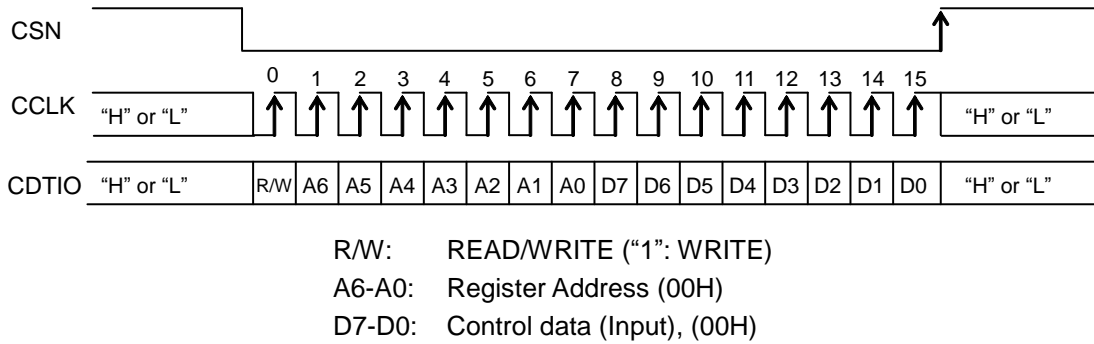 CSN
0 1 2 3 4 5 6 7 8 9 10 11 12 13 14 15
CCLK “H” or “L” “H” or “L”
CDTIO “H” or “L” R/W A6 A5 A4 A3 A2 A1 A0 D7 D6 D5 D4 D3 D2 D1 D0 “H” or “L”
R/W: READ/WRITE (“1”: WRITE)
A6-A0: Register Address (00H)
D7-D0: Control data (Input), (00H)